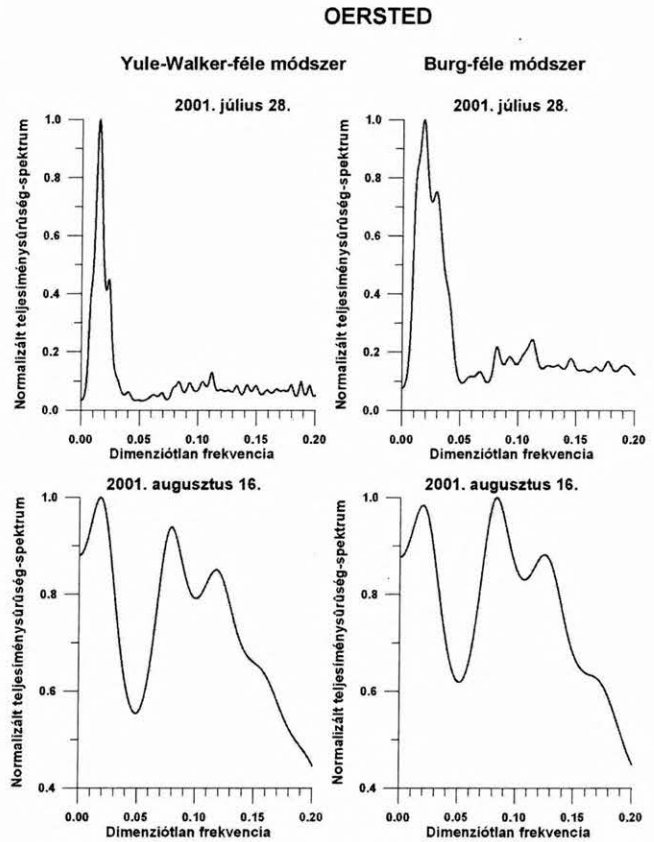 OERSTED
Yule-Walker-féle módszer
Burg-féle módszer
2001. július 28.
Normalizált teljesíménysűrűség-spektrum
1.0
0.8
0.6
0.4
0.2
0.0
0.00 0.05 0.10 0.15 0.20
Dimenziótlan frekvencia
2001. július 28.
Normalizált teljesíménysűrűség-spektrum
1.0
0.8
0.6
0.4
0.2
0.0
0.00 0.05 0.10 0.15 0.20
Dimenziótlan frekvencia
2001. augusztus 16.
Normalizált teljesíménysűrűség-spektrum
1.0
0.8
0.6
0.4
0.00 0.05 0.10 0.15 0.20
Dimenziótlan frekvencia
2001. augusztus 16.
Normalizált teljesíménysűrűség-spektrum
1.0
0.8
0.6
0.4
0.00 0.05 0.10 0.15 0.20
Dimenziótlan frekvencia